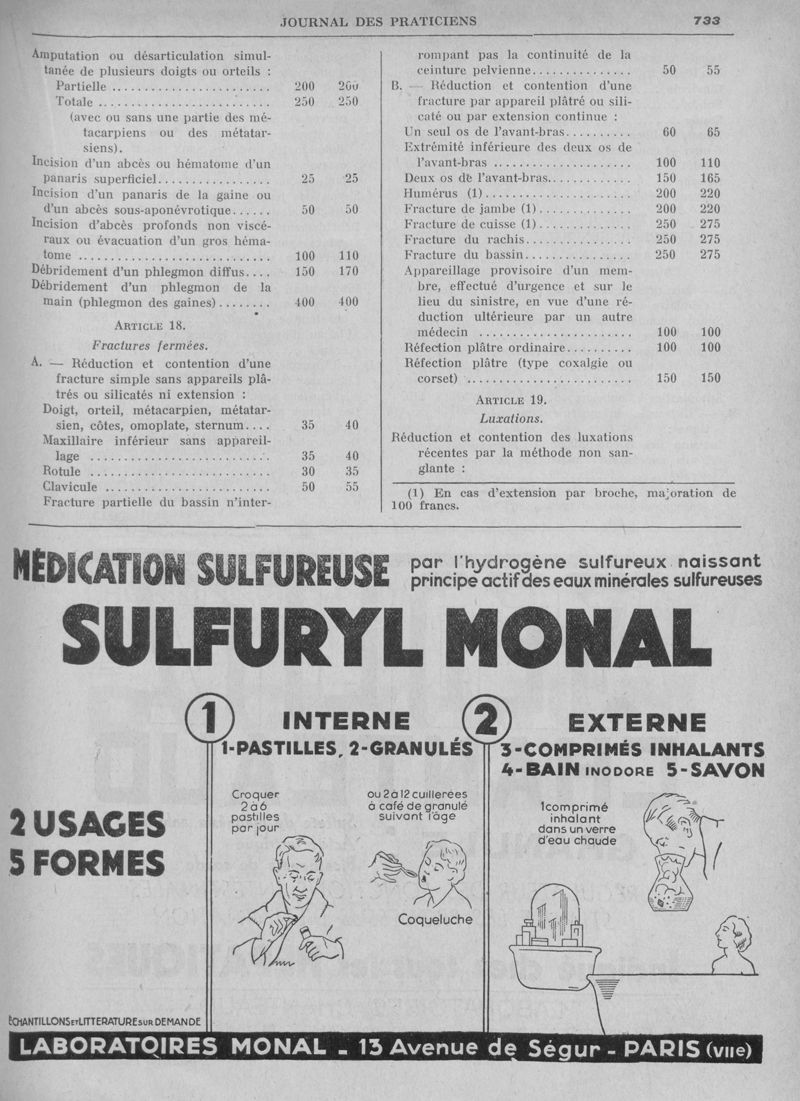 JOURNAL DES PRATICIENS 733
Amputation ou désarticulation simul-
tanée de plusieurs doigts ou orteils :
Partielle ........................ 200 200
Totale .......................... 250 250
(avec ou sans une partie des mé-
tacarpiens ou des métatar-
siens).
Incision d'un abcès ou hématome d'un
panaris superficiel................. 25 25
Incision d'un panaris de la gaine ou
d'un abcès sous-aponévrotique...... 50 50
Incision d'abcès profonds non viscé-
raux ou évacuation d'un gros héma-
tome ............................. 100 110
Débridement d'un phlegmon diffus.... 150 170
Débridement d'un phlegmon de la
main (phlegmon des gaines)........ 400 400
ARTICLE 18.
Fractures fermées.
A. — Réduction et contention d'une
fracture simple sans appareils plâ-
trés ou silicatés ni extension :
Doigt, orteil, métacarpien, métatar-
sien, côtes, omoplate, sternum.... 35 40
Maxillaire inférieur sans appareil-
lage ........................... 35 40
Rotule ........................... 30 35
Clavicule ......................... 50 55
Fracture partielle du bassin n'inter-
rompant pas la continuité de la
ceinture pelvienne............... 50 55
B. — Réduction et contention d'une
fracture par appareil plâtré ou sili-
caté ou par extension continue :
Un seul os de l'avant-bras.......... 60 65
Extrémité inférieure des deux os de
l'avant-bras ..................... 100 110
Deux os de l'avant-bras............. 150 165
Humérus (1)...................... 200 220
Fracture de jambe (1).............. 200 220
Fracture de cuisse (1).............. 250 275
Fracture du rachis................ 250 275
Fracture du bassin................ 250 275
Appareillage provisoire d'un mem-
bre, effectué d'urgence et sur le
lieu du sinistre, en vue d'une ré-
duction ultérieure par un autre
médecin ....................... 100 100
Réfection plâtre ordinaire.......... 100 100
Réfection plâtre (type coxalgie ou
corset) ......................... 150 150
ARTICLE 19.
Luxations.
Réduction et contention des luxations
récentes par la méthode non san-
glante :
(1) En cas d'extension par broche, majoration de
100 francs.
MÉDICATION SULFUREUSE
par l'hydrogène sulfureux naissant
principe actif des eaux minérales sulfureuses
SULFURYL MONAL
2 USAGES
5 FORMES
1 INTERNE
1-PASTILLES, 2-GRANULÉS
Croquer
2 à 6
pastilles
par jour
ou 2 à 12 cuillerées
à café de granulé
suivant l'âge
Coqueluche
2 EXTERNE
3-COMPRIMÉS INHALANTS
4-BAIN INODORE 5-SAVON
1 comprimé
inhalant
dans un verre
d'eau chaude
ÉCHANTILLONS ET LITTERATURE SUR DEMANDE
LABORATOIRES MONAL - 13 Avenue de Ségur - PARIS (VIIe)